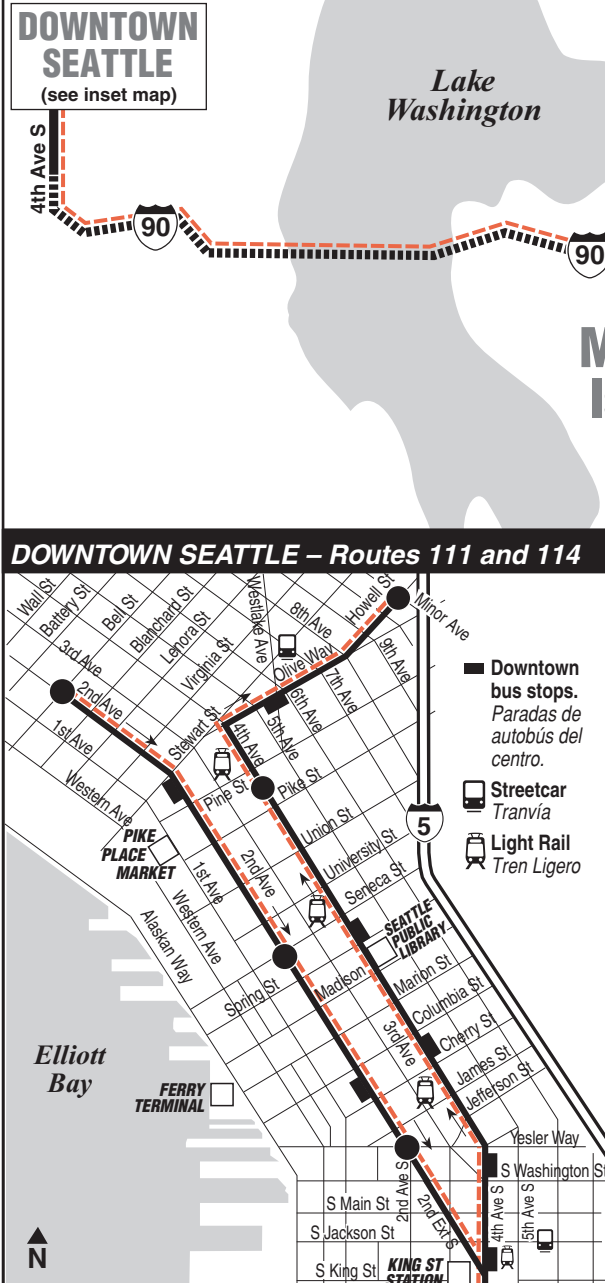 DOWNTOWN
SEATTLE
(see inset map)
Lake
Washington
4th Ave S
90
90
DOWNTOWN SEATTLE – Routes 111 and 114
Wall St
Battery St
Bell St
Blanchard St
Lenora St
Virginia St
Westlake Ave
8th Ave
Howell St
Minor Ave
3rd Ave
2nd Ave
1st Ave
Olive Way
9th Ave
7th Ave
6th Ave
5th Ave
4th Ave
Stewart St
Western Ave
Downtown
bus stops.
Paradas de
autobús del
centro.
Streetcar
Tranvía
Light Rail
Tren Ligero
5
Pine St
Pike St
Union St
University St
Seneca St
PIKE
PLACE
MARKET
1st Ave
2nd Ave
Western Ave
Alaskan Way
SEATTLE
PUBLIC
LIBRARY
Spring St
Madison
Marion St
Columbia St
Cherry St
3rd Ave
James St
Jefferson St
Elliott
Bay
FERRY
TERMINAL
Yesler Way
S Washington St
2nd Ave S
2nd Ext S
4th Ave S
5th Ave S
S Main St
S Jackson St
S King St
KING ST
STATION
N